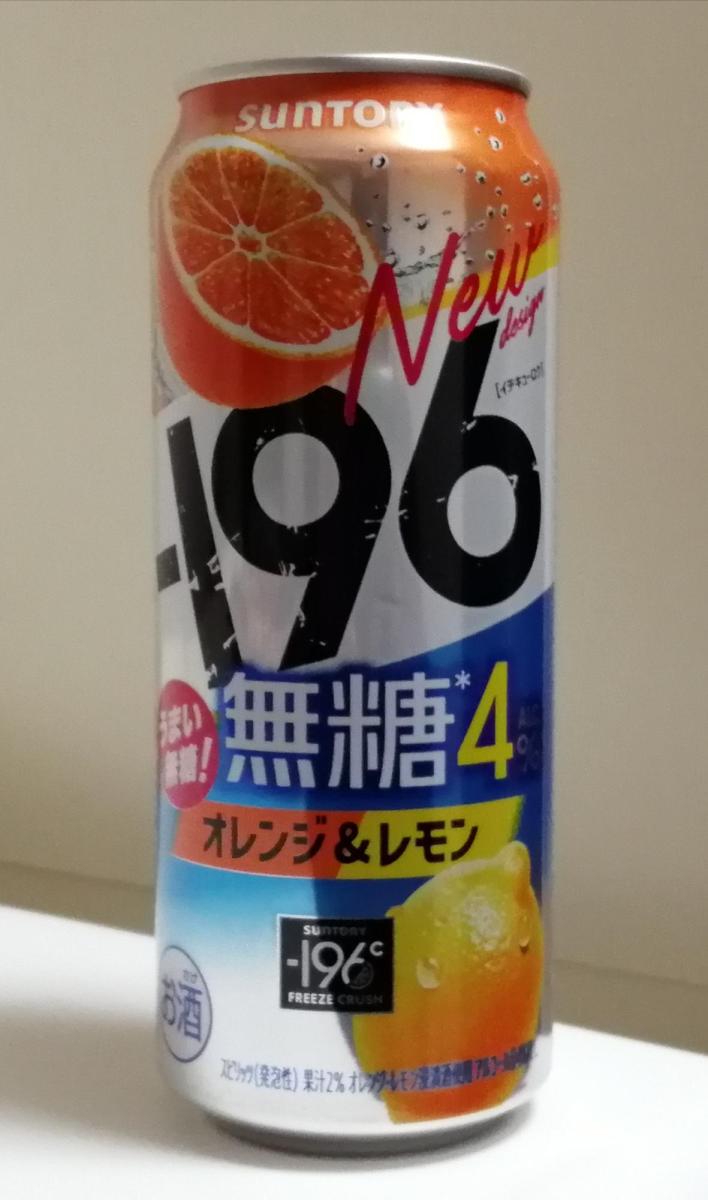 SUNTORY
New
design
-196
[イチキューロク]
無糖*4
ALC.
%
うまい
無糖!
オレンジ&レモン
SUNTORY
-196℃
FREEZE CRUSH
さけ
お酒
スピリッツ(発泡性) 果汁2% オレンジ・レモン浸漬酒使用